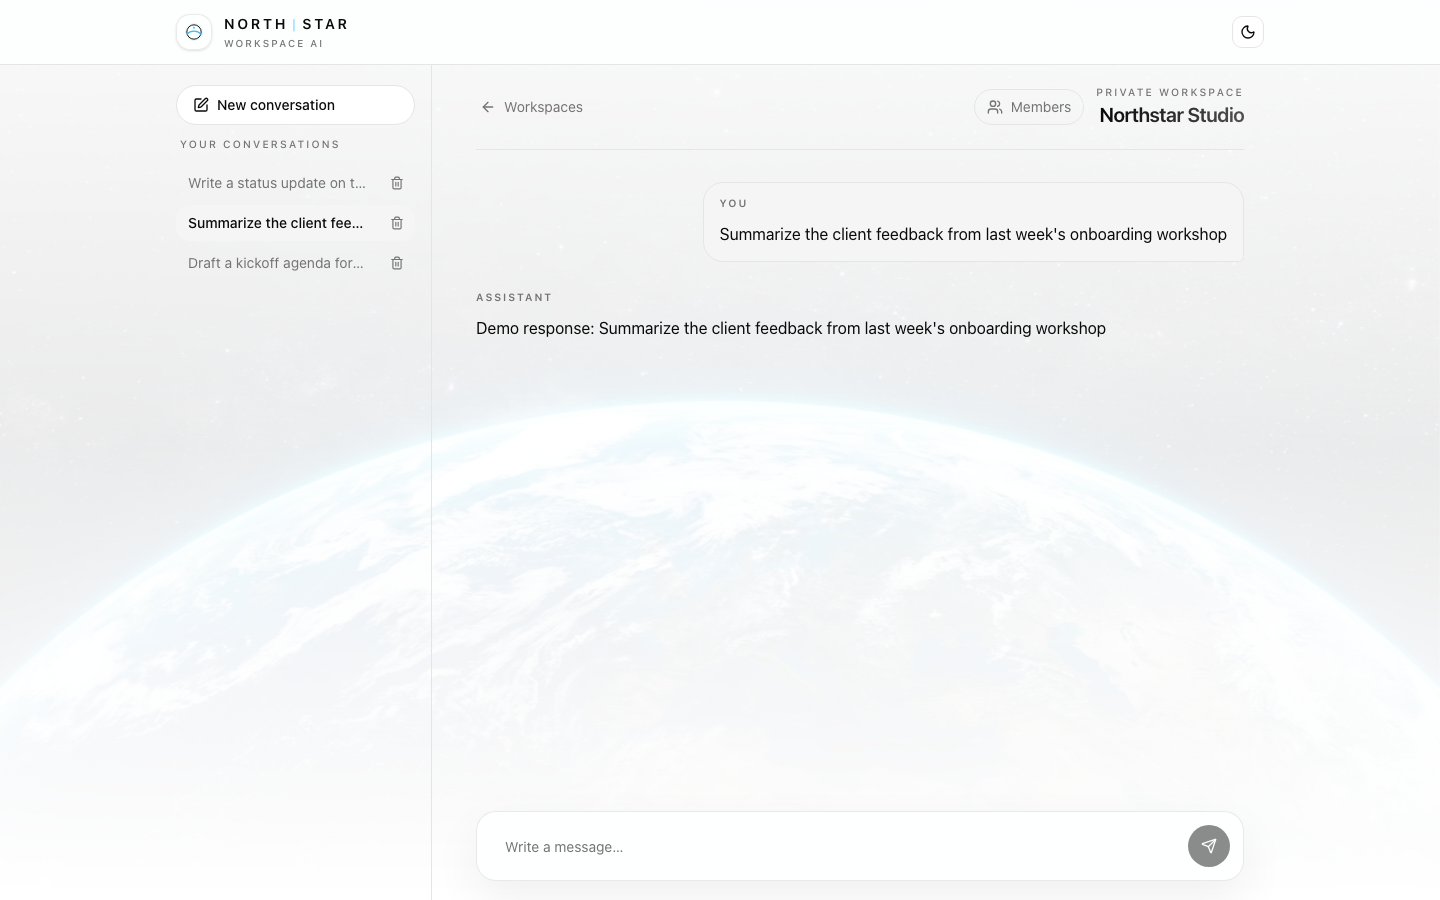 NORTH | STAR
WORKSPACE AI
New conversation
YOUR CONVERSATIONS
Write a status update on t...
Summarize the client fee...
Draft a kickoff agenda for...
Workspaces
Members
PRIVATE WORKSPACE
Northstar Studio
YOU
Summarize the client feedback from last week's onboarding workshop
ASSISTANT
Demo response: Summarize the client feedback from last week's onboarding workshop
Write a message...